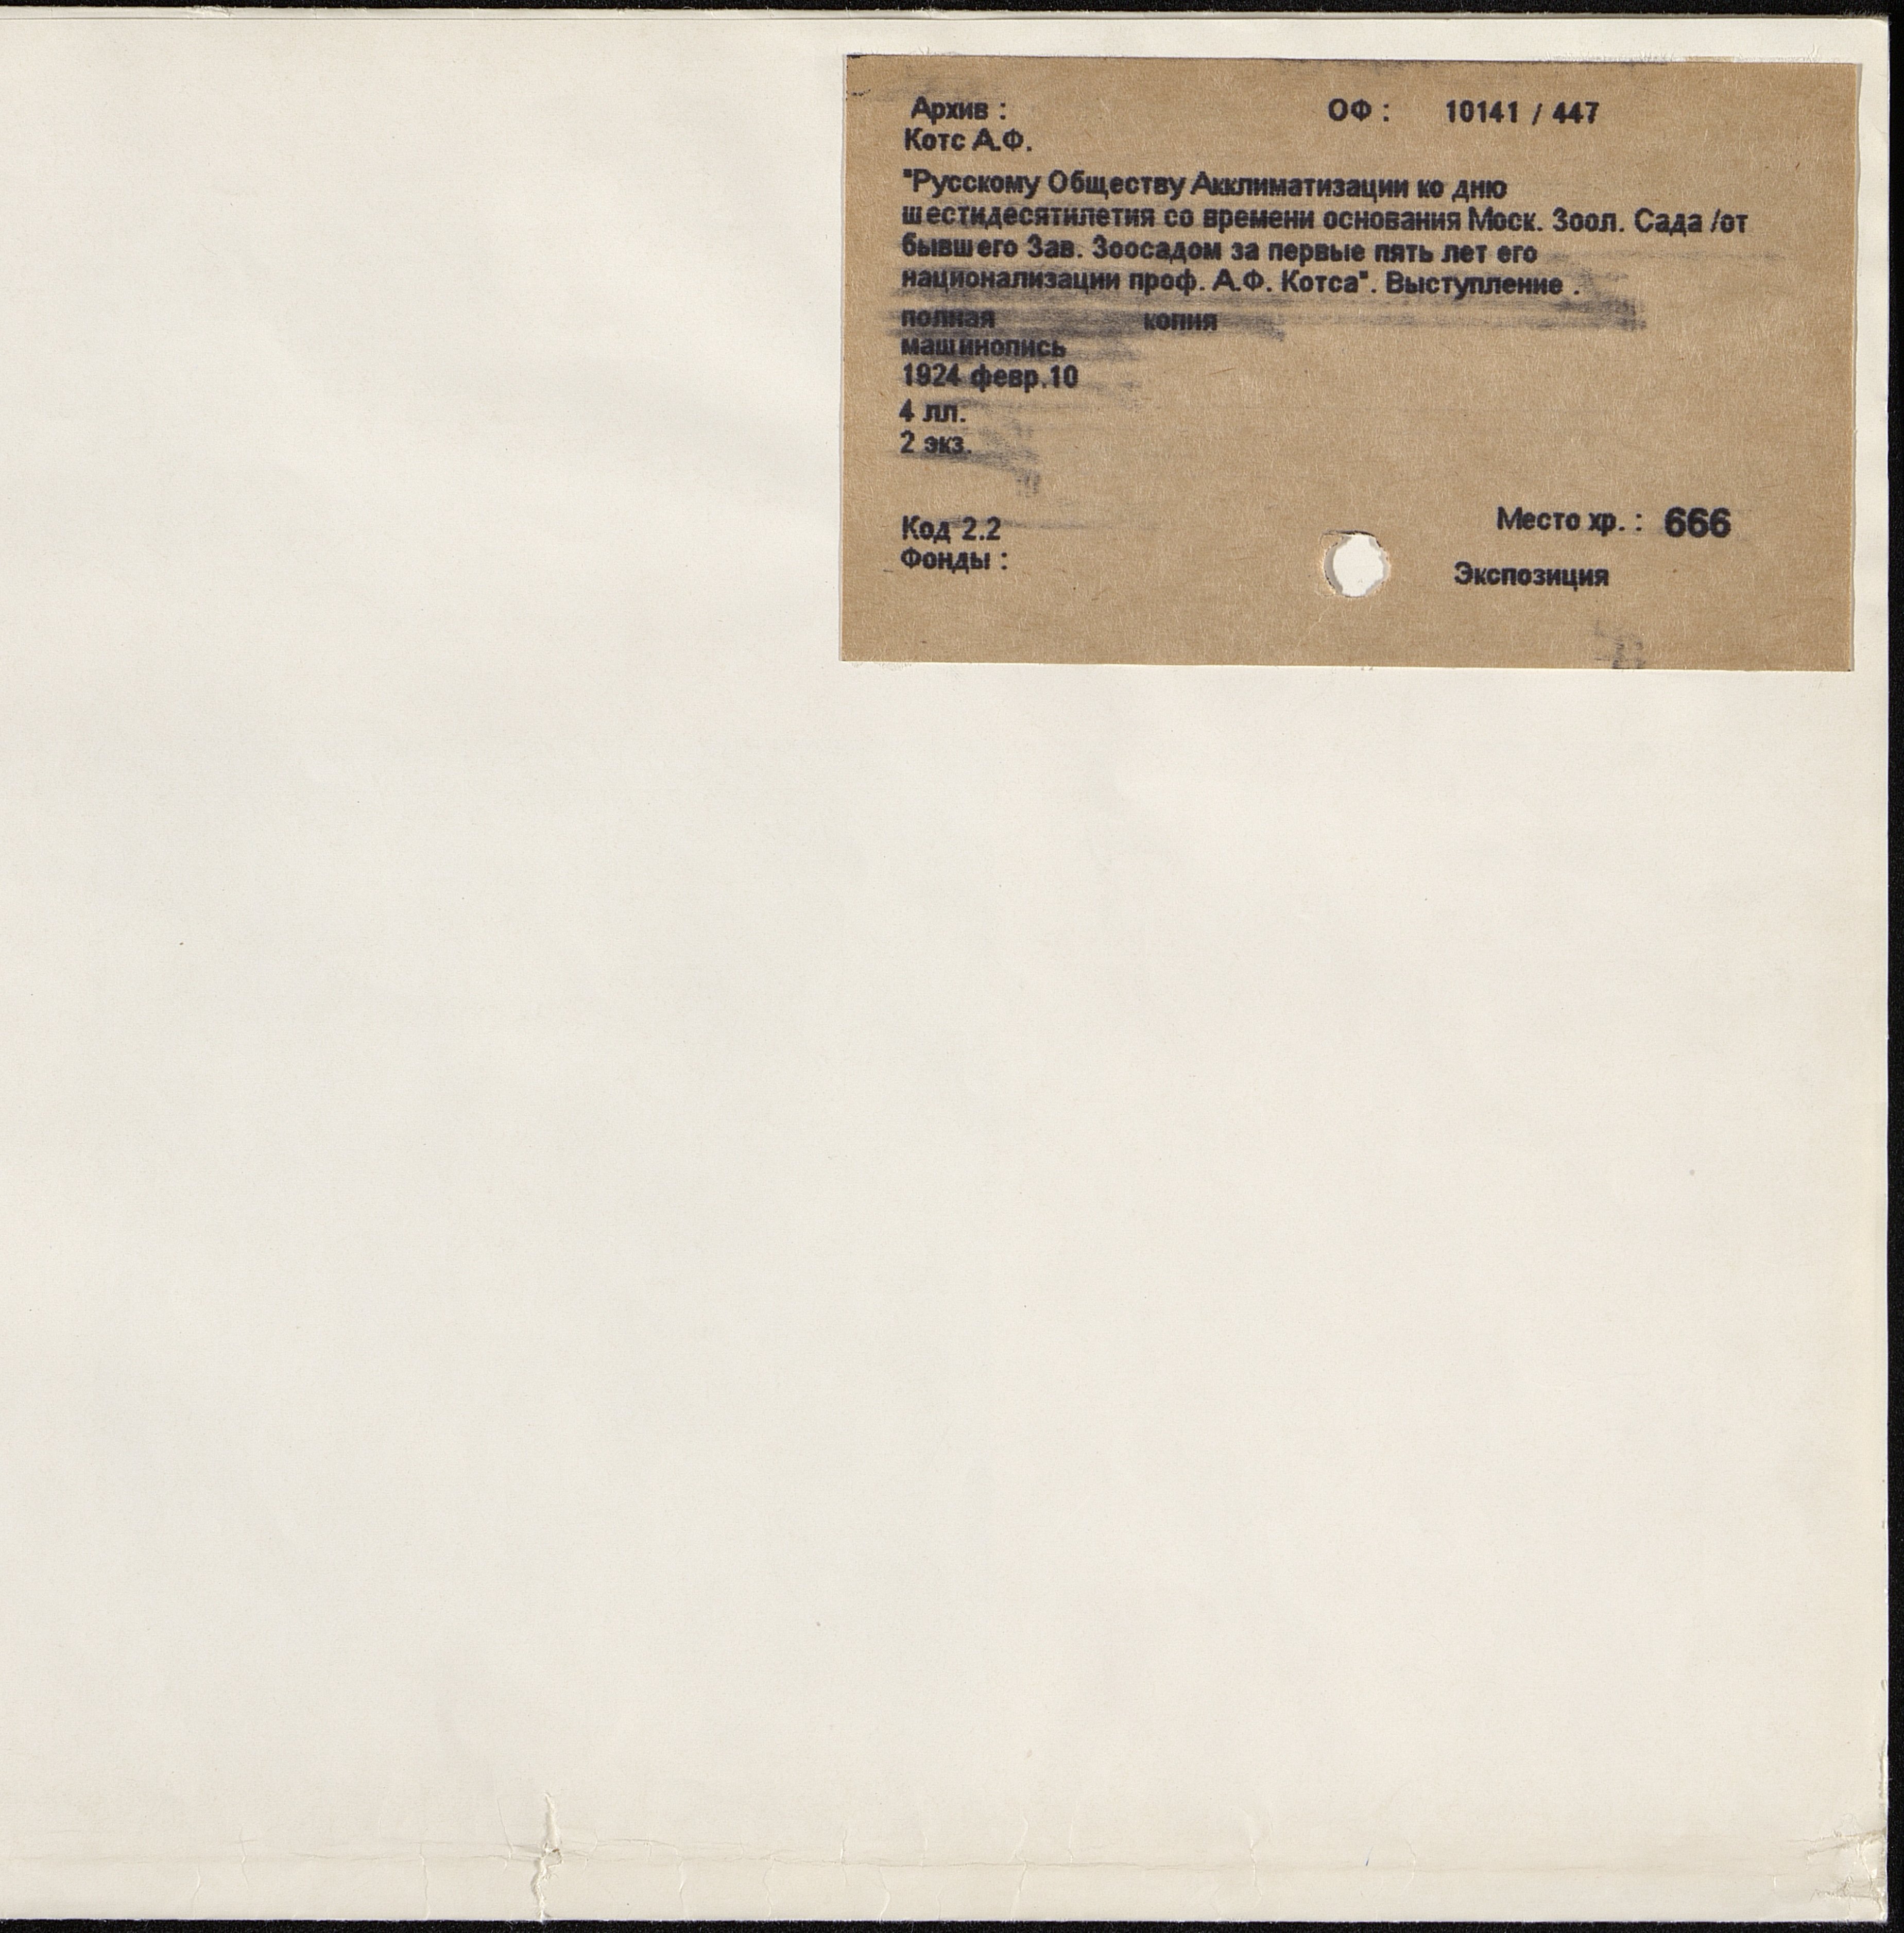 Архив : ОФ : 10141 / 447
Котс А.Ф.
"Русскому Обществу Акклиматизации ко дню
шестидесятилетия со времени основания Моск. Зоол. Сада /от
бывшего Зав. Зоосадом за первые пять лет его
национализации проф. А.Ф. Котса". Выступление .
полная копия
машинопись
1924 февр.10
4 лл.
2 экз.
Код 2.2 Место хр. : 666
Фонды : Экспозиция